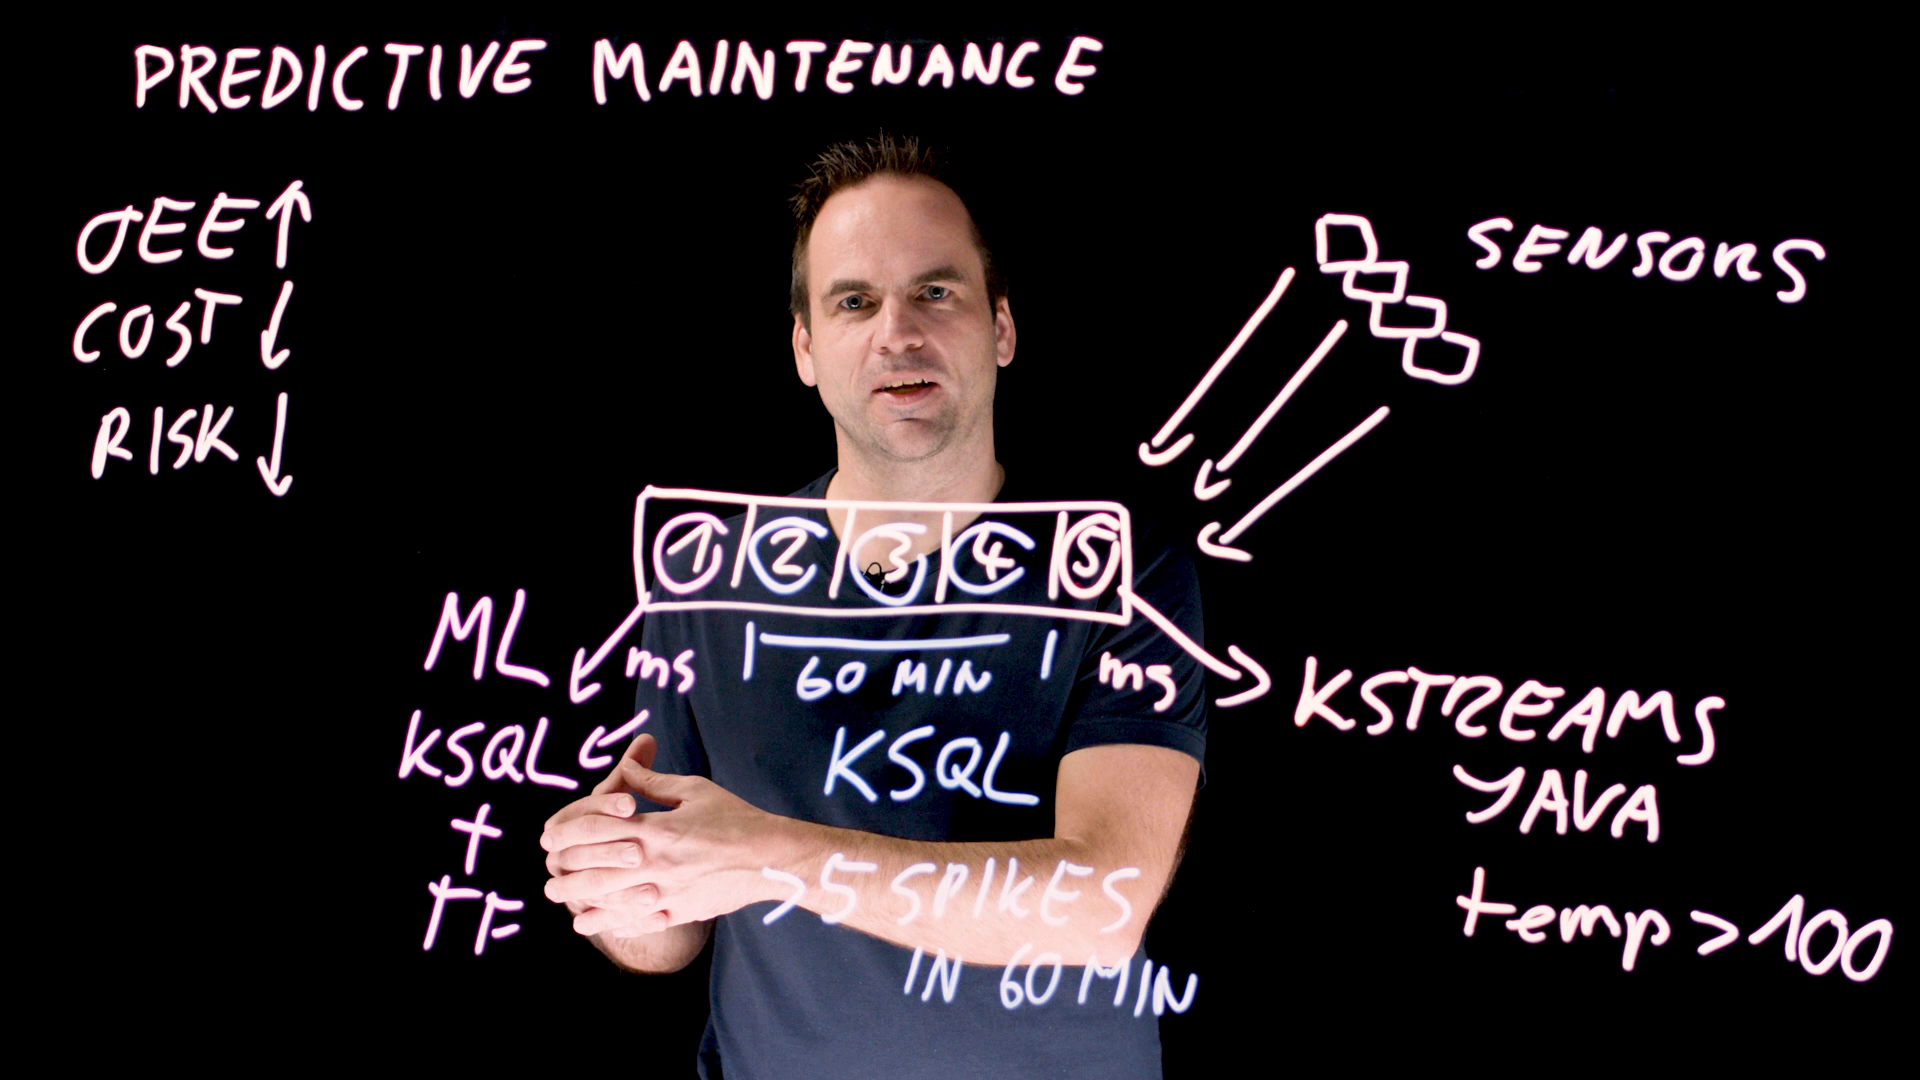 PREDICTIVE MAINTENANCE
OEE ↑
COST ↓
RISK ↓
SENSORS
1 2 3 4 5
ms | 60 MIN | ms
ML
KSQL
+
TF
KSQL
>5 SPIKES
IN 60 MIN
KSTREAMS
YAVA
temp > 100